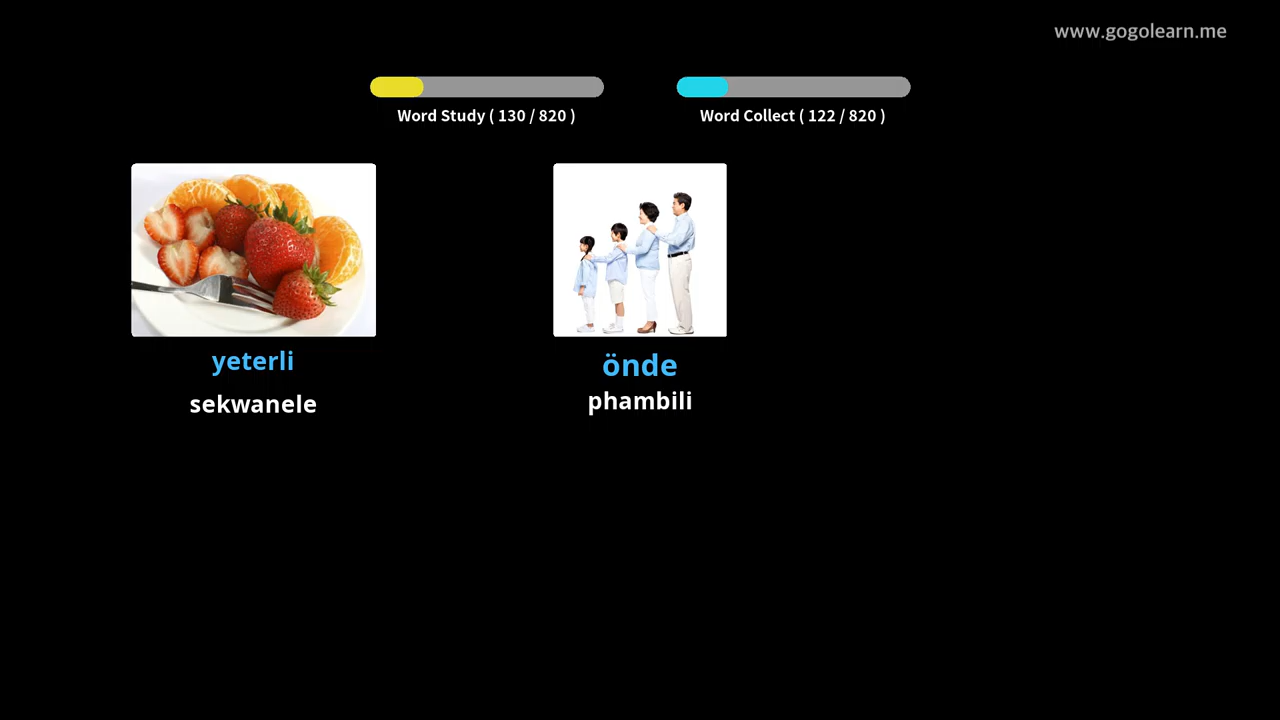 www.gogolearn.me
Word Study ( 130 / 820 )
Word Collect ( 122 / 820 )
yeterli
sekwanele
önde
phambili